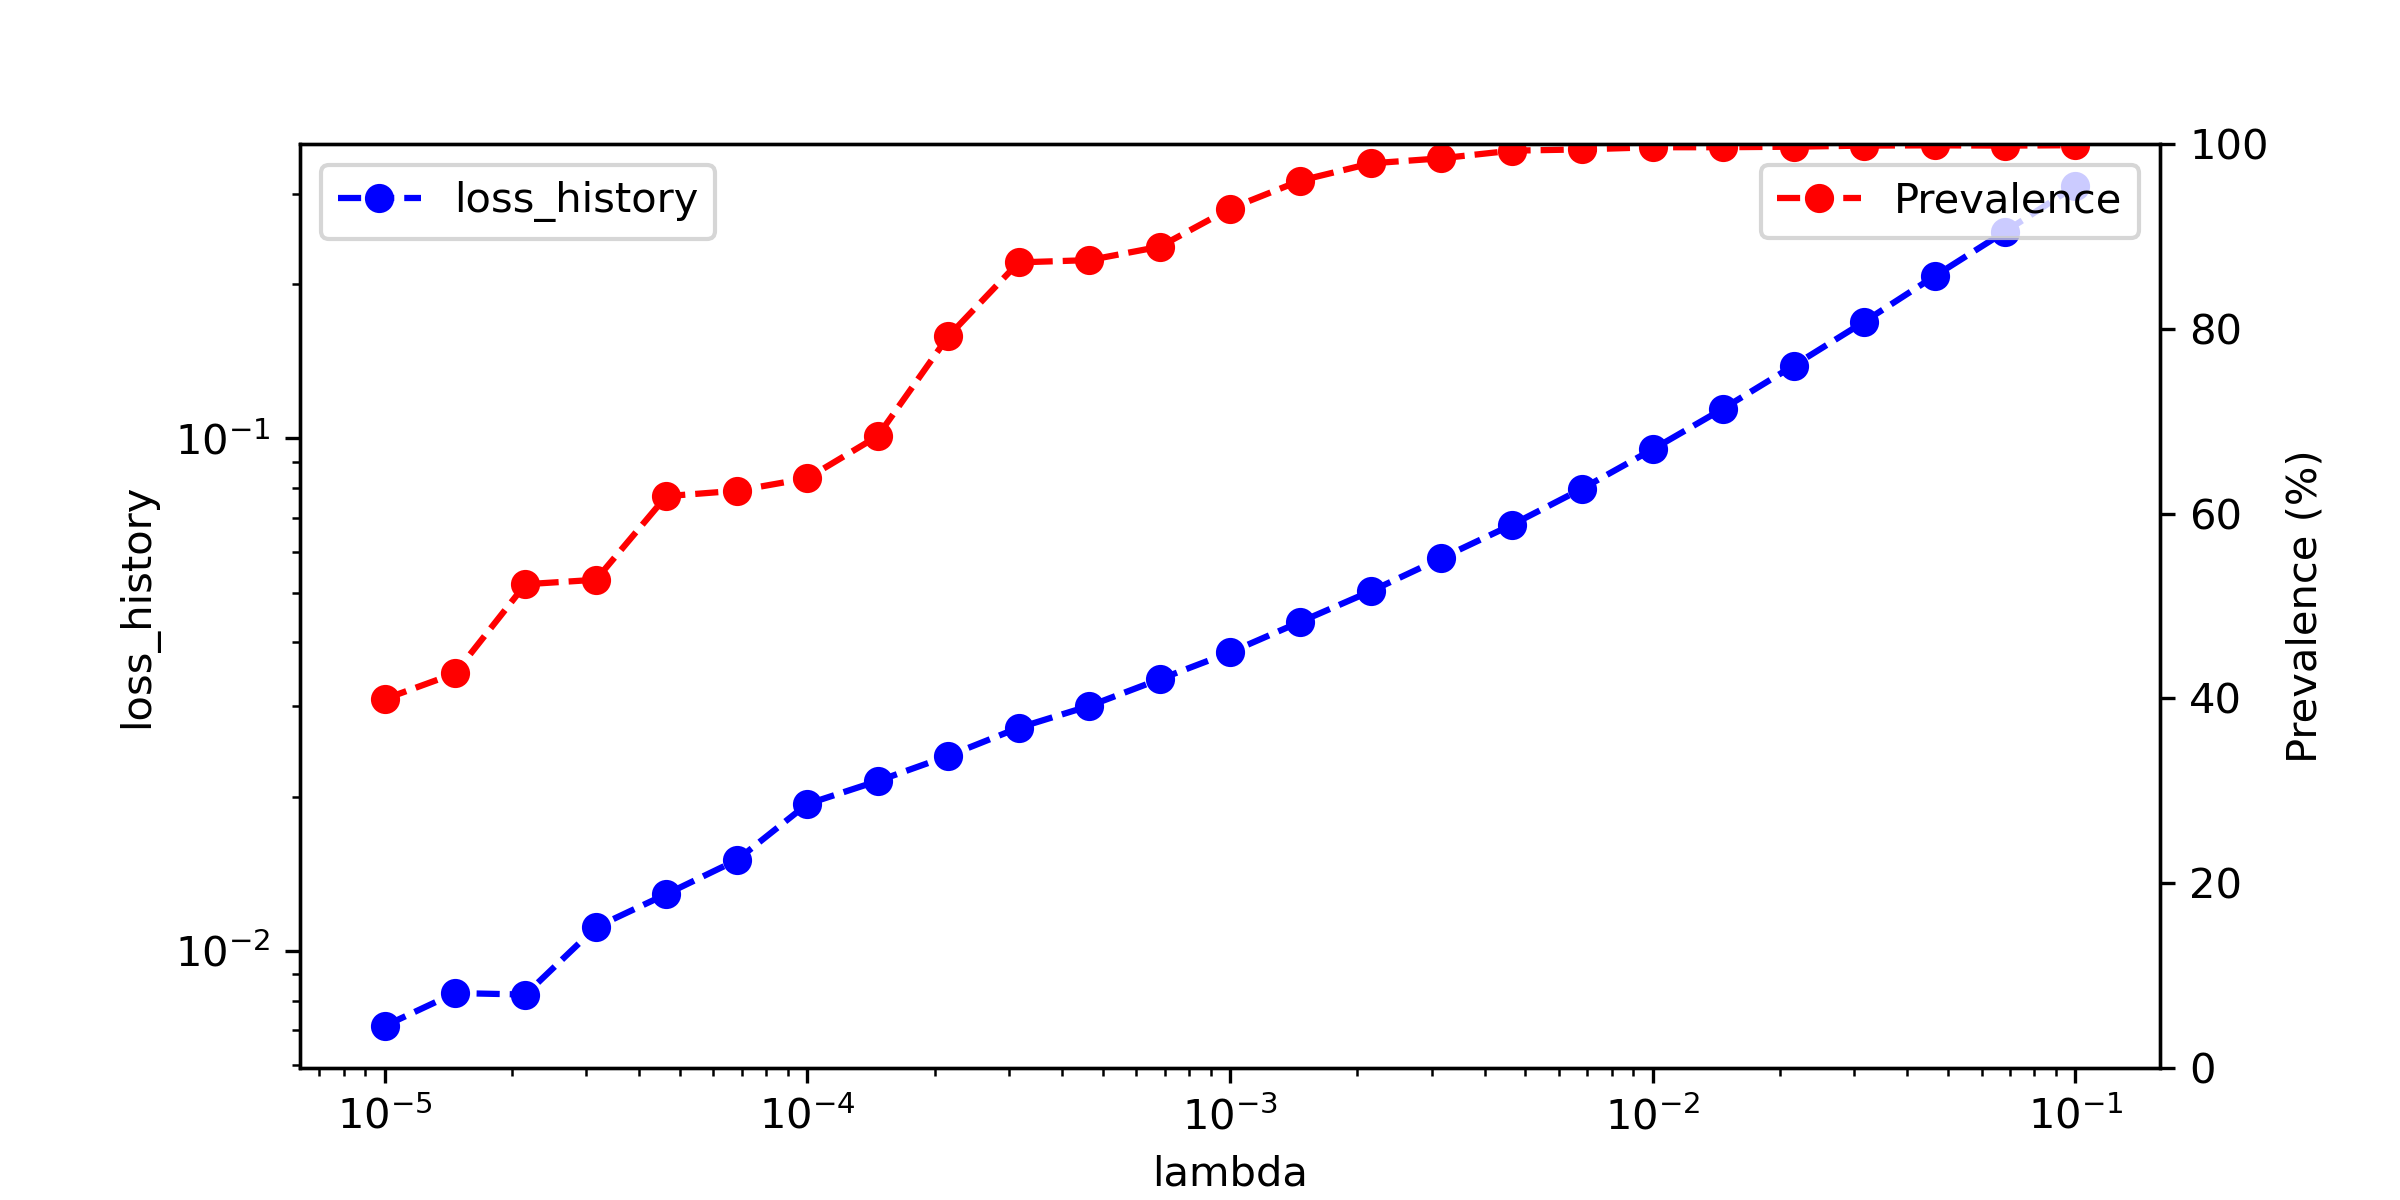 loss_history
Prevalence
100
80
60
40
20
0
10⁻¹
10⁻²
loss_history
Prevalence (%)
10⁻⁵
10⁻⁴
10⁻³
10⁻²
10⁻¹
lambda